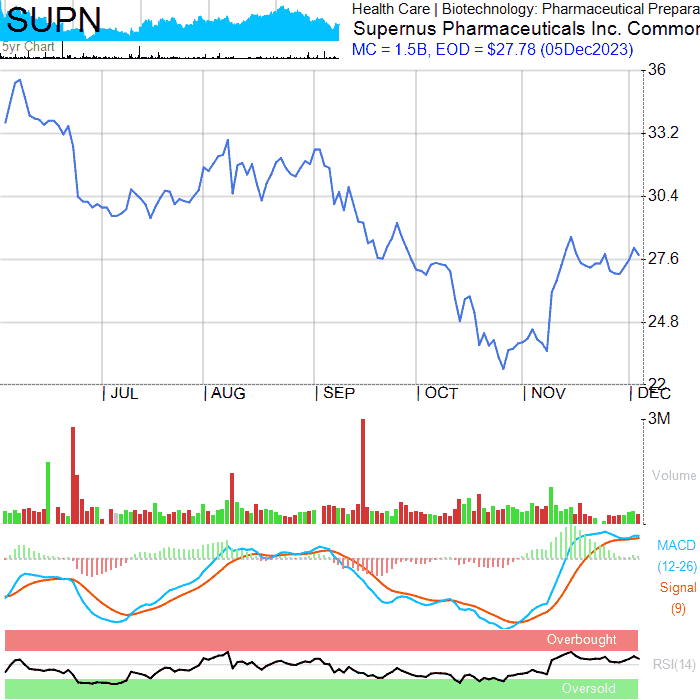 SUPN
5yr Chart
Health Care | Biotechnology: Pharmaceutical Prepara
Supernus Pharmaceuticals Inc. Common
MC = 1.5B, EOD = $27.78 (05Dec2023)
36
33.2
30.4
27.6
24.8
22
| JUL | AUG | SEP | OCT | NOV | DEC
3M
Volume
MACD
(12-26)
Signal
(9)
Overbought
RSI(14)
Oversold